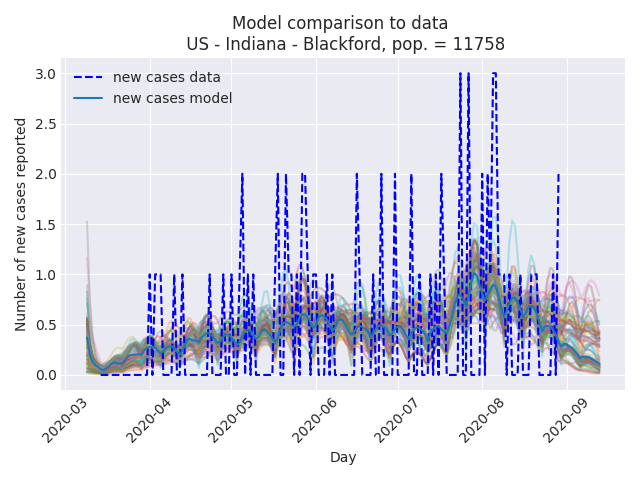 Model comparison to data
US - Indiana - Blackford, pop. = 11758
new cases data
new cases model
Number of new cases reported
3.0
2.5
2.0
1.5
1.0
0.5
0.0
2020-03
2020-04
2020-05
2020-06
2020-07
2020-08
2020-09
Day